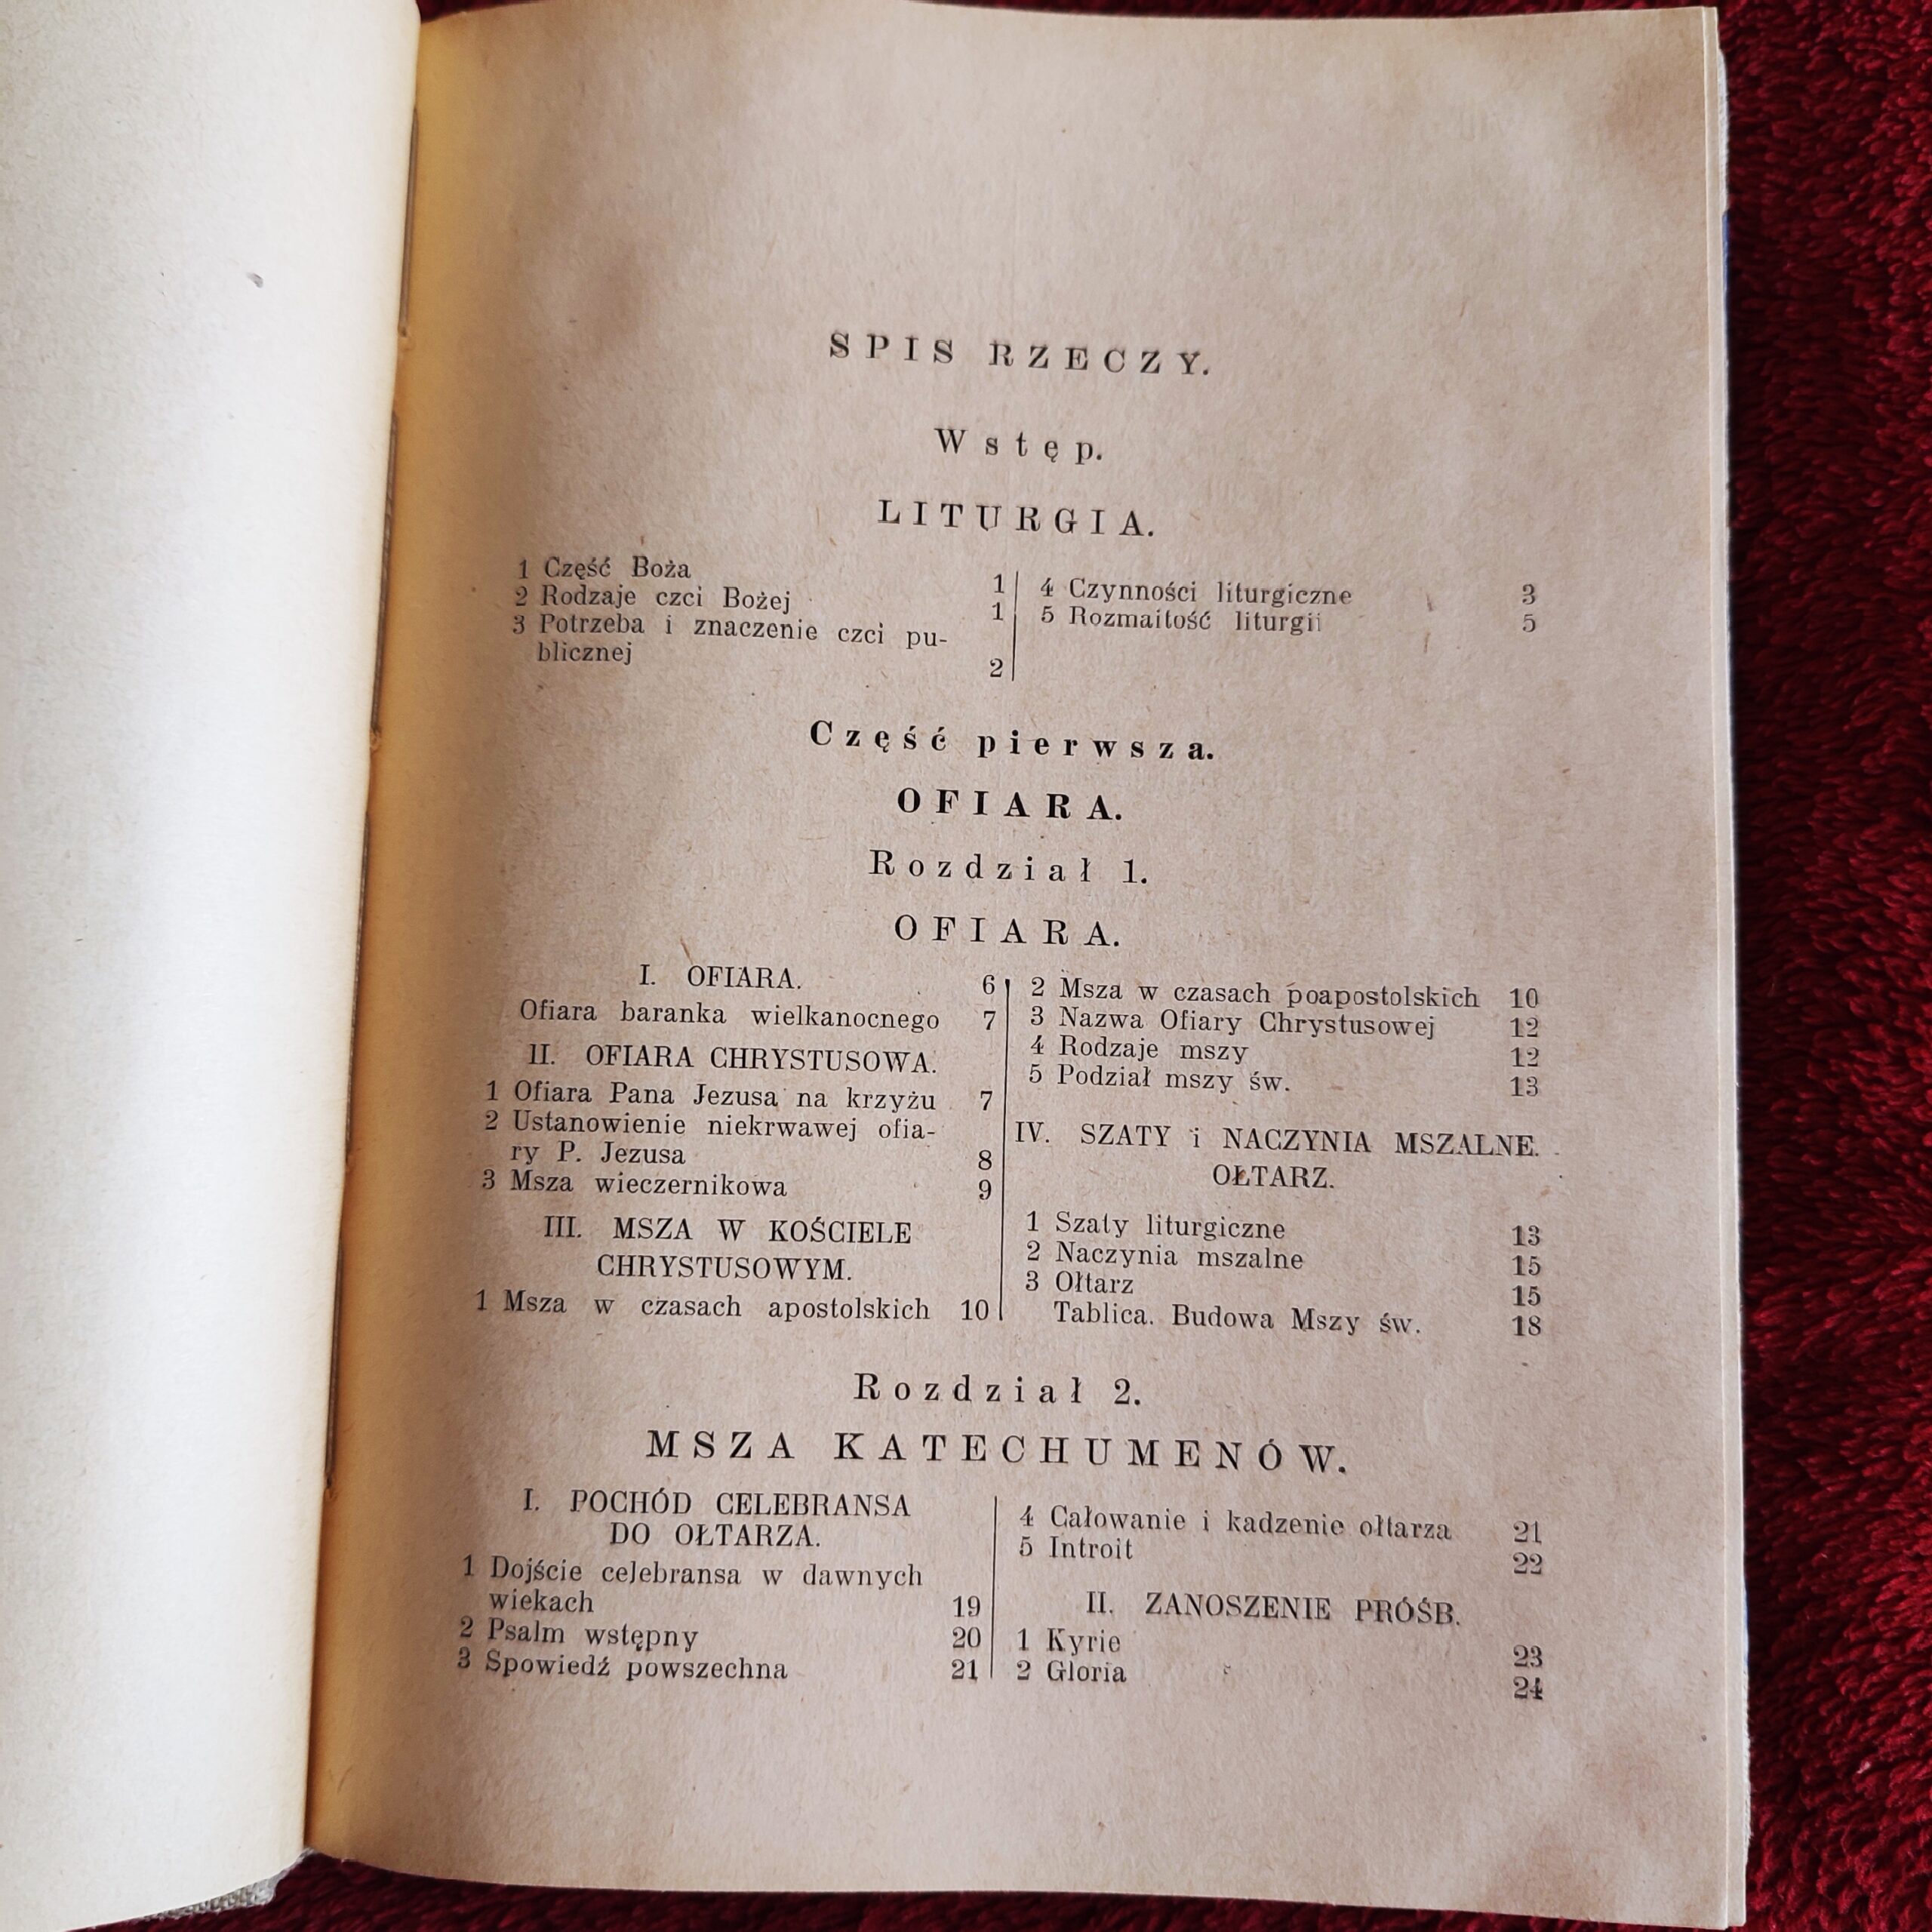 SPIS RZECZY.
Wstęp.
LITURGIA.
1 Część Boża 1
2 Rodzaje czci Bożej 1
3 Potrzeba i znaczenie czci pu-
blicznej 2
4 Czynności liturgiczne 3
5 Rozmaitość liturgii 5
Część pierwsza.
OFIARA.
Rozdział 1.
OFIARA.
I. OFIARA. 6
Ofiara baranka wielkanocnego 7
II. OFIARA CHRYSTUSOWA.
1 Ofiara Pana Jezusa na krzyżu 7
2 Ustanowienie niekrwawej ofia-
ry P. Jezusa 8
3 Msza wieczernikowa 9
III. MSZA W KOŚCIELE
CHRYSTUSOWYM.
1 Msza w czasach apostolskich 10
2 Msza w czasach poapostolskich 10
3 Nazwa Ofiary Chrystusowej 12
4 Rodzaje mszy 12
5 Podział mszy św. 13
IV. SZATY i NACZYNIA MSZALNE.
OŁTARZ.
1 Szaty liturgiczne 13
2 Naczynia mszalne 15
3 Ołtarz 15
Tablica. Budowa Mszy św. 18
Rozdział 2.
MSZA KATECHUMENÓW.
I. POCHÓD CELEBRANSA
DO OŁTARZA.
1 Dojście celebransa w dawnych
wiekach 19
2 Psalm wstępny 20
3 Spowiedź powszechna 21
4 Całowanie i kadzenie ołtarza 21
5 Introit 22
II. ZANOSZENIE PRÓŚB.
1 Kyrie 23
2 Gloria 24